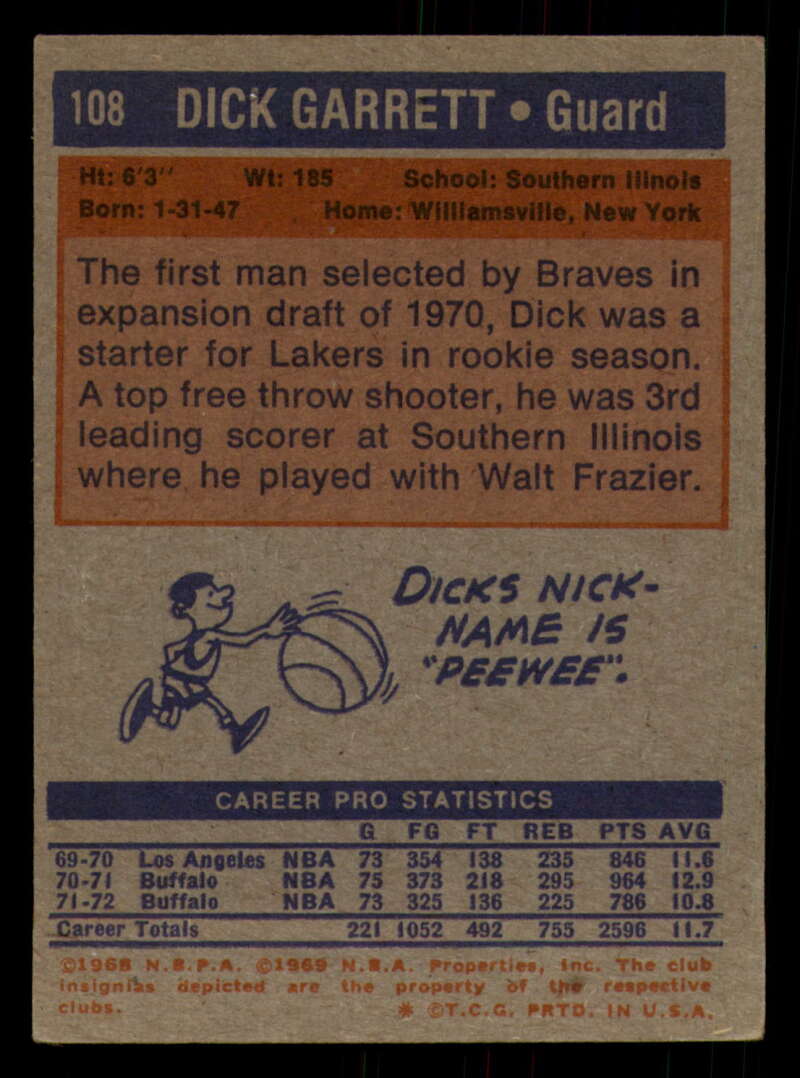 108 DICK GARRETT • Guard
Ht: 6'3" Wt: 185 School: Southern Illinois
Born: 1-31-47 Home: Williamsville, New York
The first man selected by Braves in
expansion draft of 1970, Dick was a
starter for Lakers in rookie season.
A top free throw shooter, he was 3rd
leading scorer at Southern Illinois
where he played with Walt Frazier.
DICKS NICK-
NAME IS
"PEEWEE".
CAREER PRO STATISTICS
G FG FT REB PTS AVG
69-70 Los Angeles NBA 73 354 138 235 846 11.6
70-71 Buffalo NBA 75 373 218 295 964 12.9
71-72 Buffalo NBA 73 325 136 225 786 10.8
Career Totals 221 1052 492 755 2596 11.7
©1968 N.B.P.A. ©1969 N.B.A. Properties, Inc. The club
insignias depicted are the property of the respective
clubs. * ©T.C.G. PRTD. IN U.S.A.